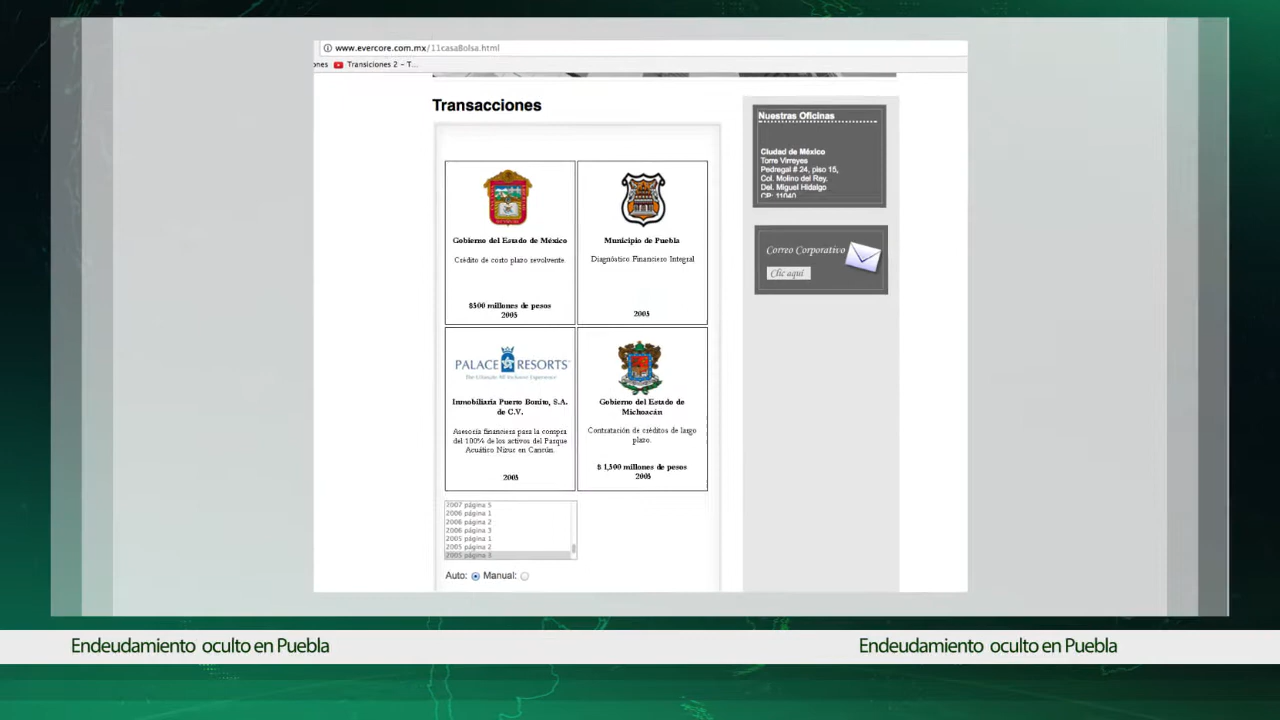 www.evercore.com.mx/11casaBolsa.html
ones
Transiciones 2 – T...
Transacciones
Gobierno del Estado de México
Crédito de corto plazo revolvente.
$500 millones de pesos
2005
Municipio de Puebla
Diagnóstico Financiero Integral
2005
PALACE RESORTS
Inmobiliaria Puerto Bonito, S.A.
de C.V.
Asesoría financiera para la compra
del 100% de los activos del Parque
Acuático Nizuc en Cancún.
2005
Gobierno del Estado de
Michoacán
Contratación de créditos de largo
plazo.
$ 1,500 millones de pesos
2005
2007 página 5
2006 página 1
2006 página 2
2006 página 3
2005 página 1
2005 página 2
2005 página 3
Auto:
Manual:
Nuestras Oficinas
Ciudad de México
Torre Virreyes
Pedregal # 24, piso 15,
Col. Molino del Rey.
Del. Miguel Hidalgo
CP: 11040
Correo Corporativo
Clic aquí
Endeudamiento oculto en Puebla
Endeudamiento oculto en Puebla